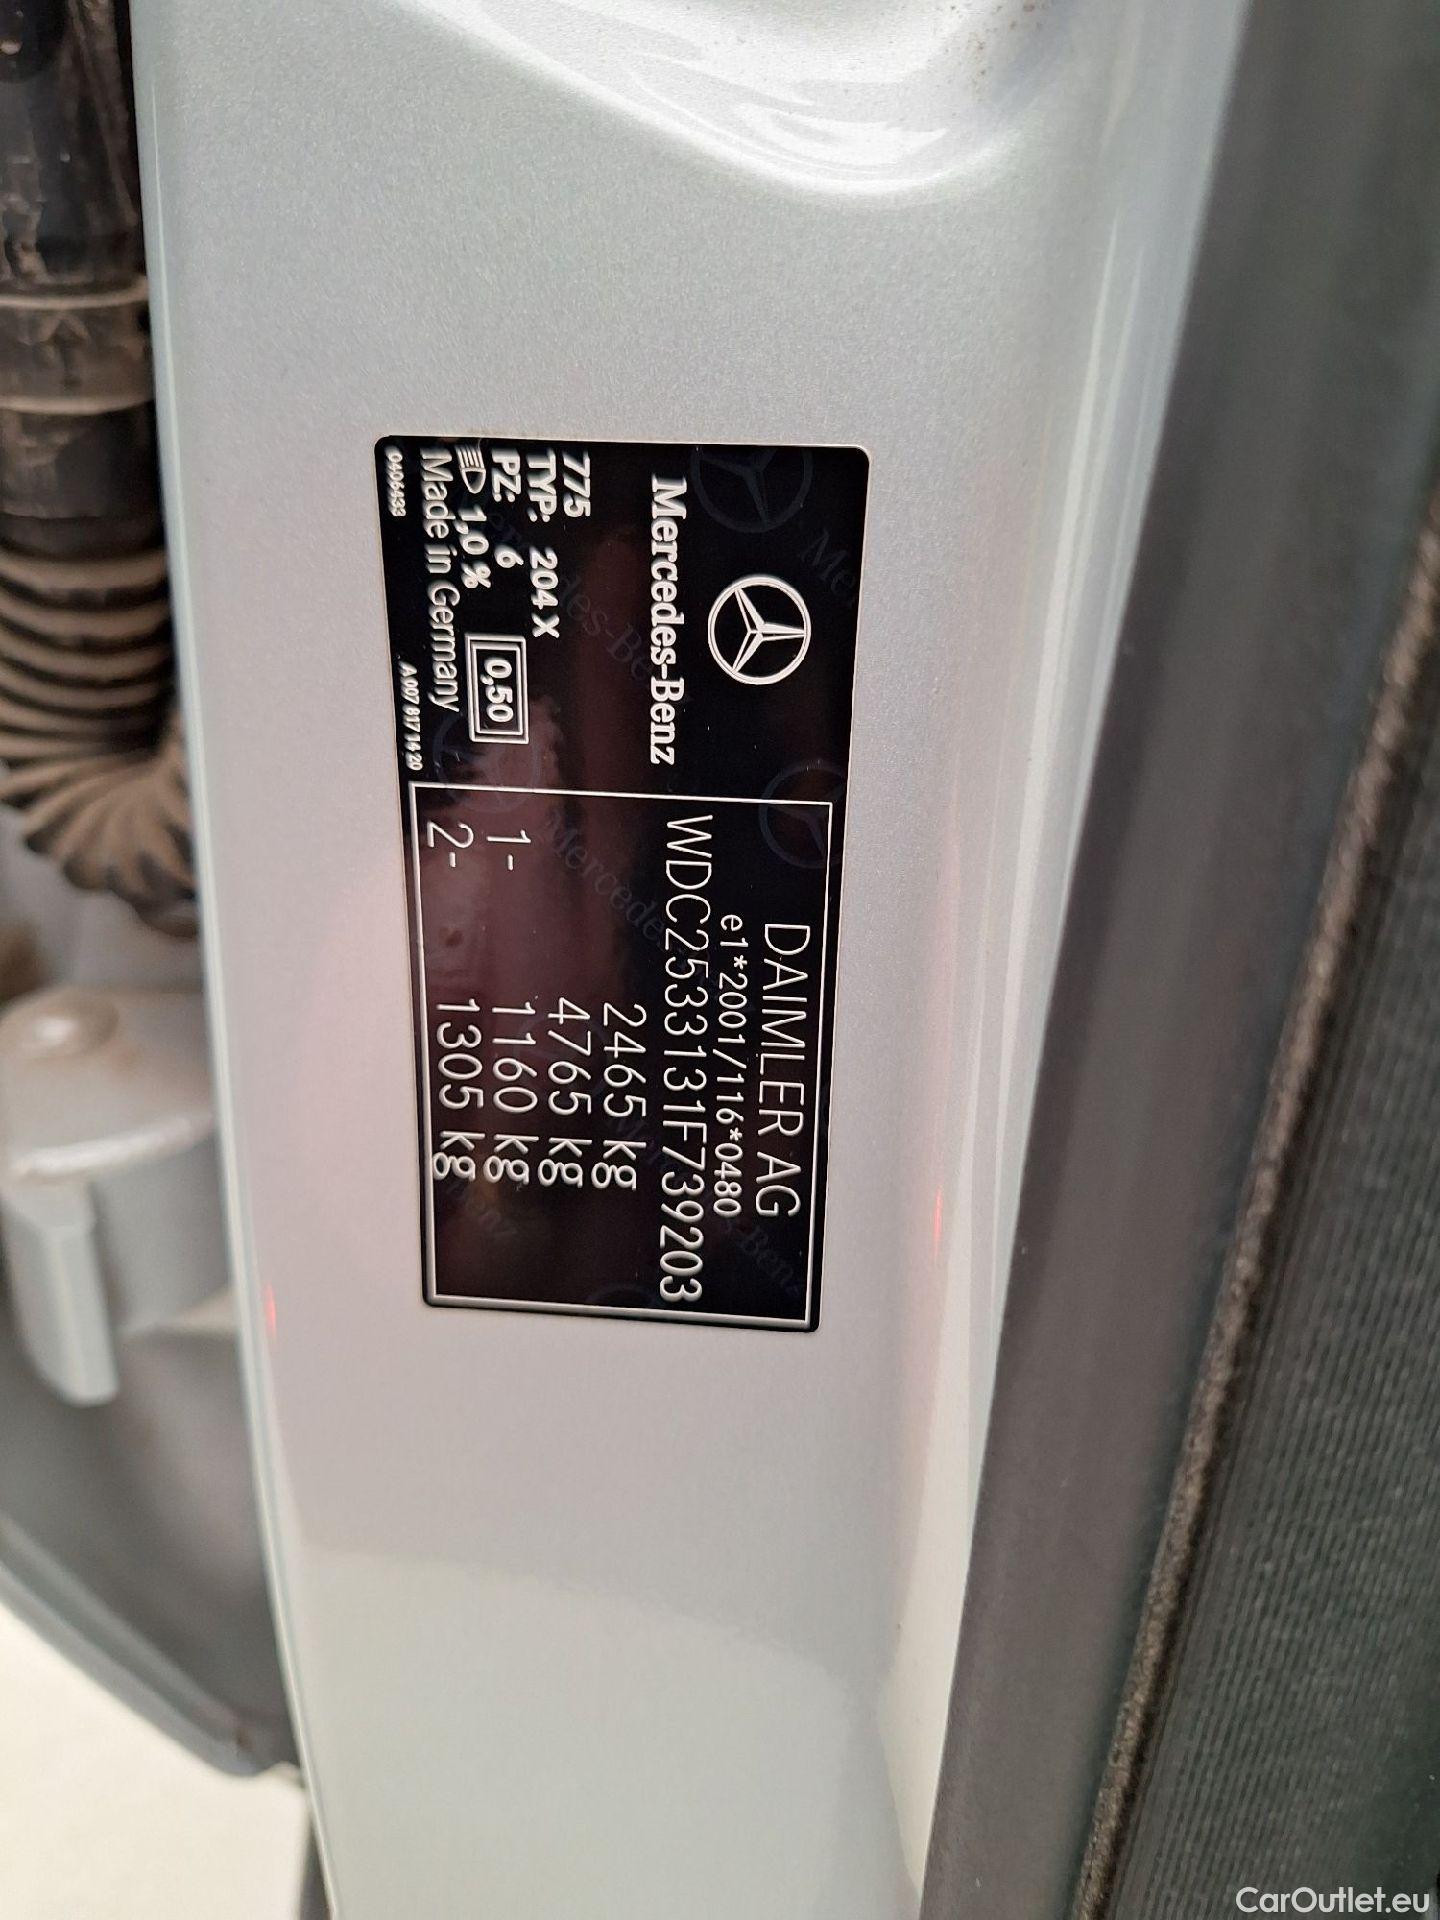 Mercedes-Benz
775
TYP: 204 X
PZ: 6
1,0 %
0,50
Made in Germany
0406433
A 007 817 14 20
DAIMLER AG
e1*2001/116*0480
WDC2533131F739203
2465 kg
4765 kg
1- 1160 kg
2- 1305 kg
CarOutlet.eu